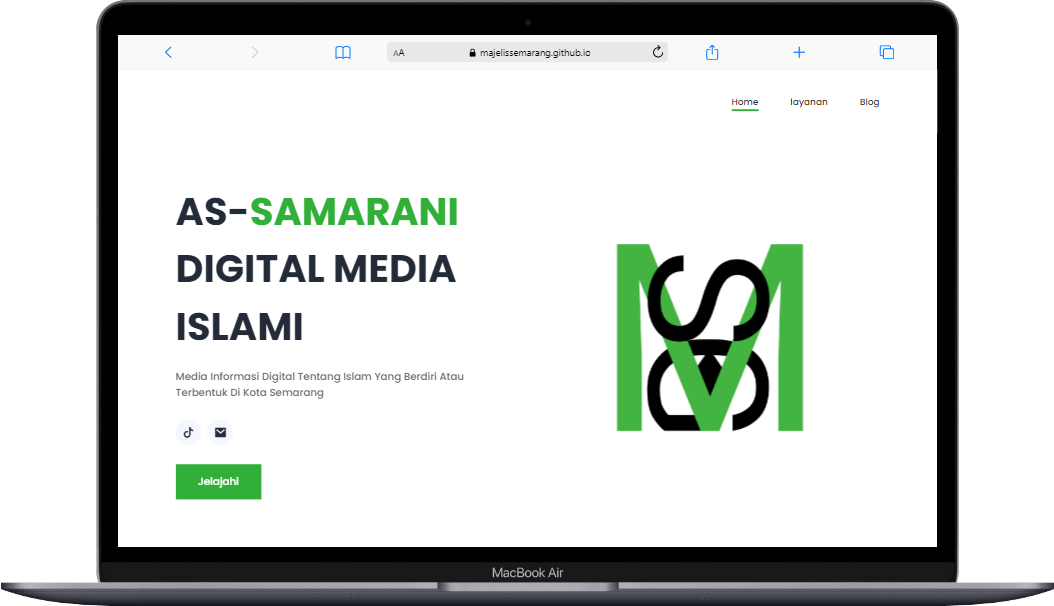 AA majelissemarang.github.io
Home layanan Blog
AS-SAMARANI
DIGITAL MEDIA
ISLAMI
Media Informasi Digital Tentang Islam Yang Berdiri Atau
Terbentuk Di Kota Semarang
Jelajahi
MacBook Air